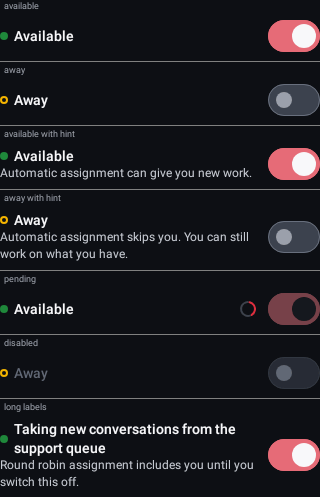 available
Available
away
Away
available with hint
Available
Automatic assignment can give you new work.
away with hint
Away
Automatic assignment skips you. You can still
work on what you have.
pending
Available
disabled
Away
long labels
Taking new conversations from the
support queue
Round robin assignment includes you until you
switch this off.